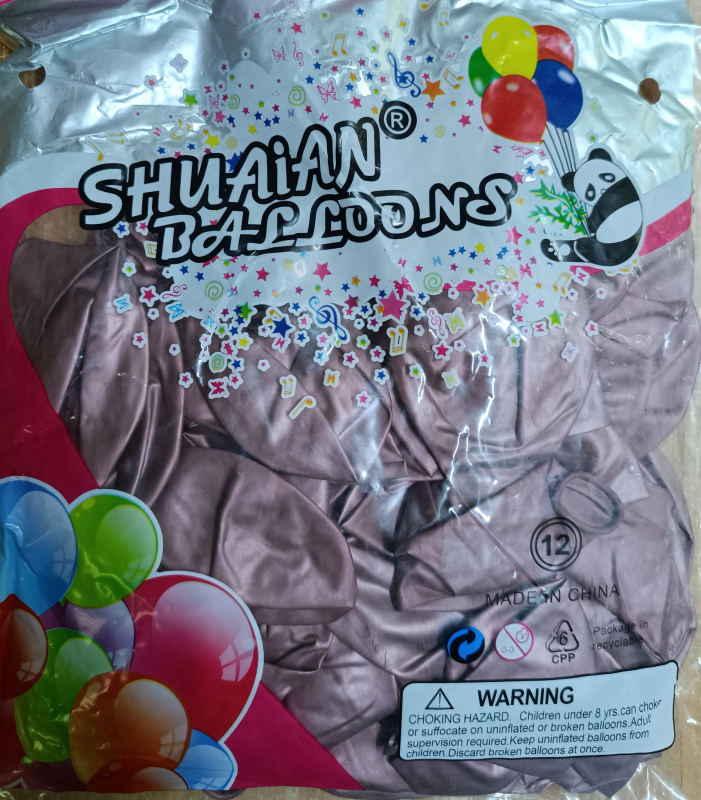 SHUAiAN®
BALLOONS
12
MADE IN CHINA
0-3
6
CPP
Package in
recyclable
WARNING
CHOKING HAZARD. Children under 8 yrs.can choke
or suffocate on uninflated or broken balloons.Adult
supervision required.Keep uninflated balloons from
children.Discard broken balloons at once.